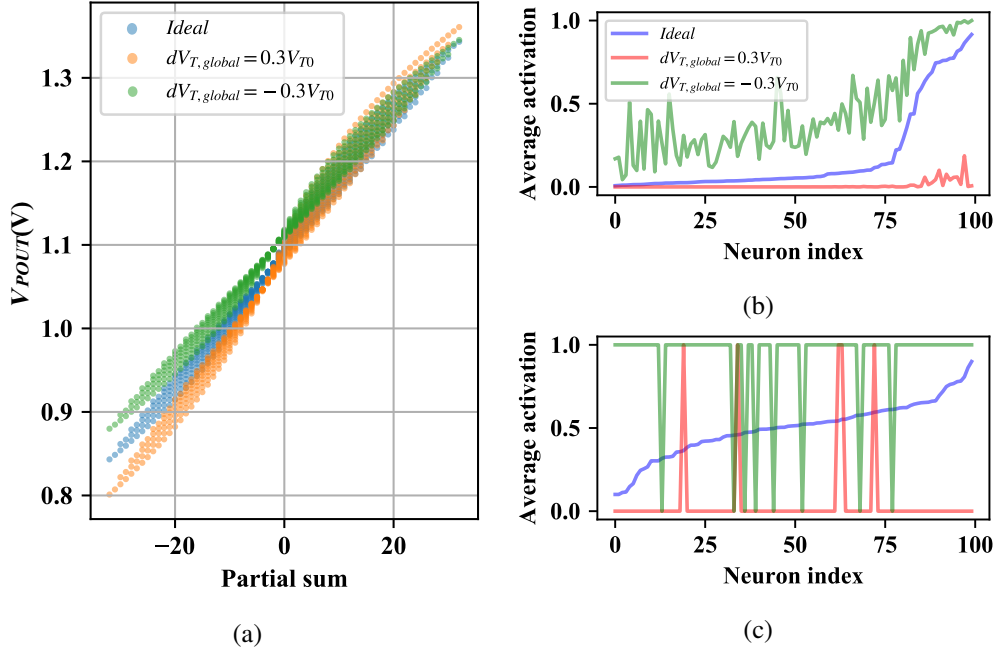 Ideal
dV_{T,global} = 0.3V_{T0}
dV_{T,global} = −0.3V_{T0}
V_{POUT}(V)
1.3
1.2
1.1
1.0
0.9
0.8
−20
0
20
Partial sum
(a)
Ideal
dV_{T,global} = 0.3V_{T0}
dV_{T,global} = −0.3V_{T0}
Average activation
1.0
0.5
0.0
0
25
50
75
100
Neuron index
(b)
Average activation
1.0
0.5
0.0
0
25
50
75
100
Neuron index
(c)